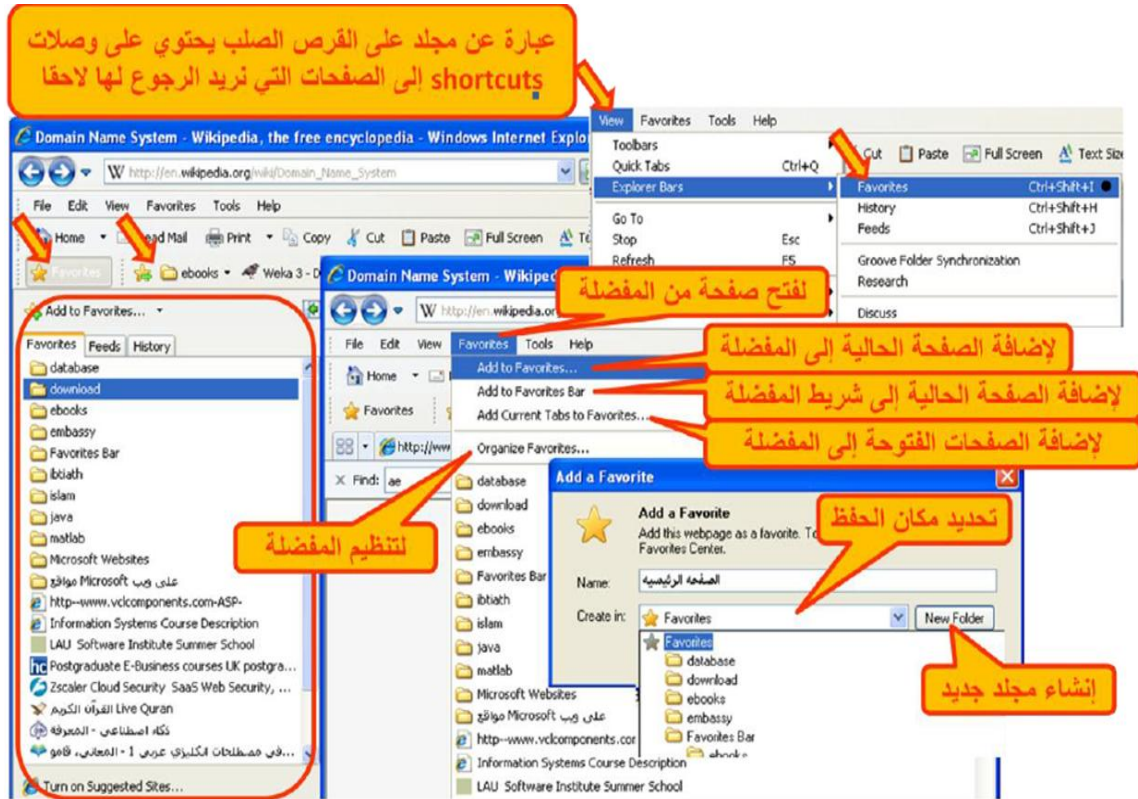 عبارة عن مجلد على القرص الصلب يحتوي على وصلات
shortcuts إلى الصفحات التي نريد الرجوع لها لاحقا
Domain Name System - Wikipedia, the free encyclopedia - Windows Internet Explo
http://en.wikipedia.org/wiki/Domain_Name_System
File Edit View Favorites Tools Help
Home Read Mail Print Copy Cut Paste Full Screen Te
Favorites ebooks Weka 3 - D
Add to Favorites...
Favorites Feeds History
database
download
ebooks
embassy
Favorites Bar
ibtiath
islam
java
matlab
Microsoft Websites
مواقع Microsoft على ويب
http--www.vclcomponents.com-ASP-
Information Systems Course Description
LAU Software Institute Summer School
Postgraduate E-Business courses UK postgra...
Zscaler Cloud Security SaaS Web Security, ...
Live Quran القرآن الكريم
ذكاء اصطناعي - المعرفة
في مصطلحات انكليزي عربي 1 - المعاني، قامو...
Turn on Suggested Sites...
View Favorites Tools Help
Toolbars
Quick Tabs Ctrl+Q
Explorer Bars
Go To
Stop Esc
Refresh F5
Cut Paste Full Screen Text Size
Favorites Ctrl+Shift+I
History Ctrl+Shift+H
Feeds Ctrl+Shift+J
Groove Folder Synchronization
Research
Discuss
Domain Name System - Wikiped
http://en.wikipedia.or
File Edit View Favorites Tools Help
Home
Favorites
http://www
Find: ae
لفتح صفحة من المفضلة
Add to Favorites...
لإضافة الصفحة الحالية إلى المفضلة
Add to Favorites Bar
لإضافة الصفحة الحالية إلى شريط المفضلة
Add Current Tabs to Favorites...
لإضافة الصفحات الفتوحة إلى المفضلة
Organize Favorites...
لتنظيم المفضلة
database
download
ebooks
embassy
Favorites Bar
ibtiath
islam
java
matlab
Microsoft Websites
مواقع Microsoft على ويب
http--www.vclcomponents.cor
Information Systems Course Description
LAU Software Institute Summer School
Add a Favorite
Add a Favorite
Add this webpage as a favorite. To
Favorites Center.
تحديد مكان الحفظ
Name: الصفحه الرئيسيه
Create in: Favorites
New Folder
Favorites
database
download
ebooks
embassy
Favorites Bar
ebooks
إنشاء مجلد جديد